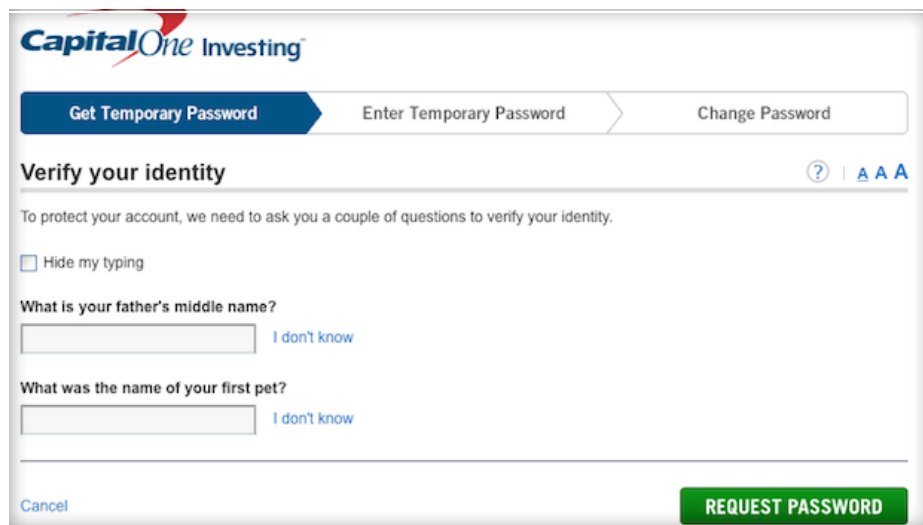 CapitalOne Investing
Get Temporary Password Enter Temporary Password Change Password
Verify your identity ? | A A A
To protect your account, we need to ask you a couple of questions to verify your identity.
Hide my typing
What is your father's middle name?
I don't know
What was the name of your first pet?
I don't know
Cancel REQUEST PASSWORD